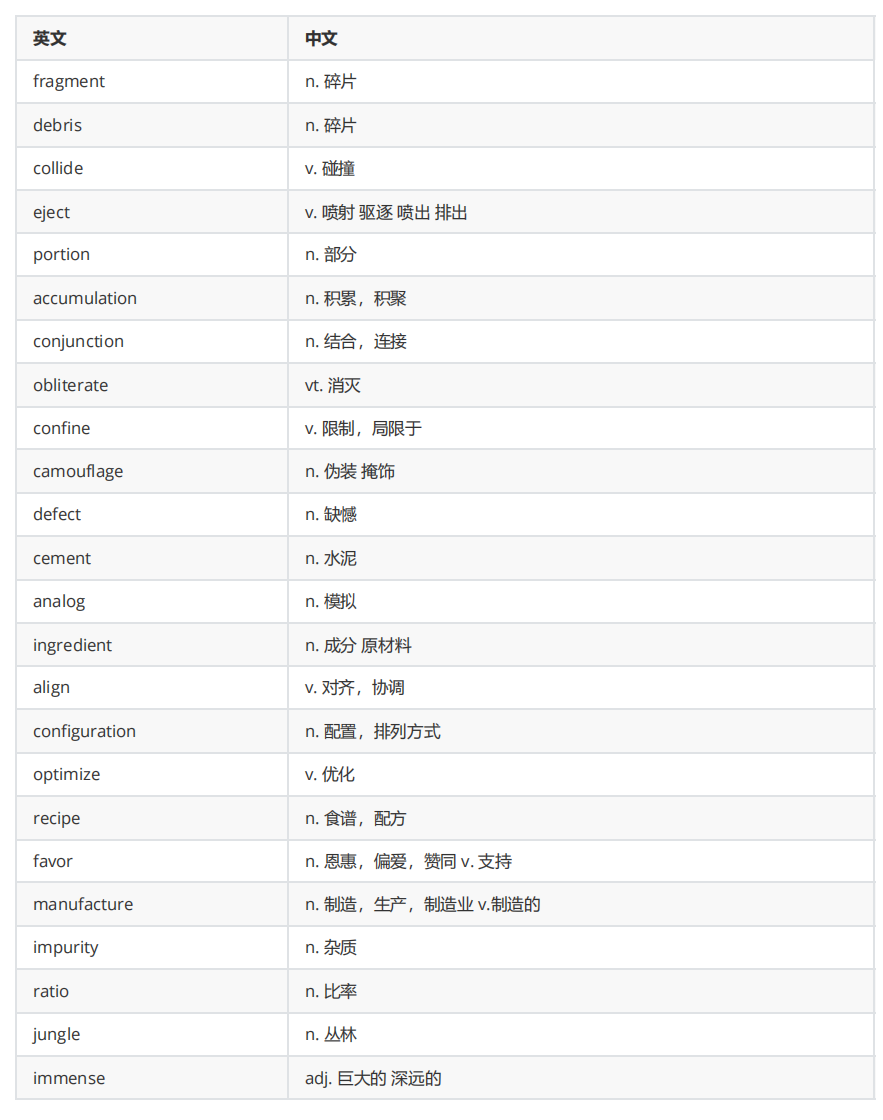 英文 中文
fragment n. 碎片
debris n. 碎片
collide v. 碰撞
eject v. 喷射 驱逐 喷出 排出
portion n. 部分
accumulation n. 积累，积聚
conjunction n. 结合，连接
obliterate vt. 消灭
confine v. 限制，局限于
camouflage n. 伪装 掩饰
defect n. 缺憾
cement n. 水泥
analog n. 模拟
ingredient n. 成分 原材料
align v. 对齐，协调
configuration n. 配置，排列方式
optimize v. 优化
recipe n. 食谱，配方
favor n. 恩惠，偏爱，赞同 v. 支持
manufacture n. 制造，生产，制造业 v.制造的
impurity n. 杂质
ratio n. 比率
jungle n. 丛林
immense adj. 巨大的 深远的